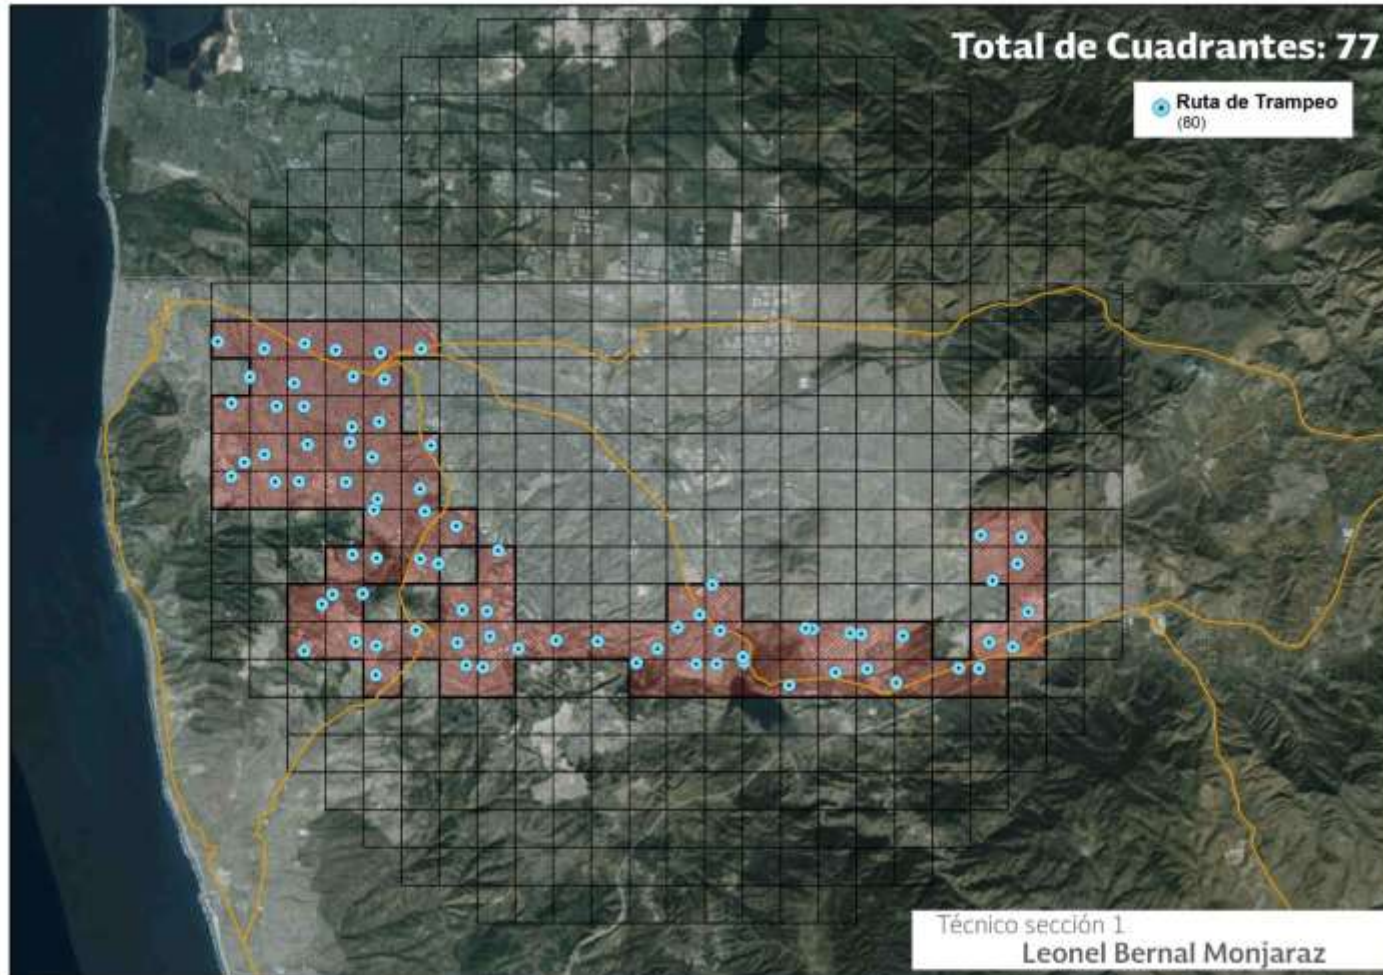 Total de Cuadrantes: 77
Ruta de Trampeo
(80)
Técnico sección 1
Leonel Bernal Monjaraz